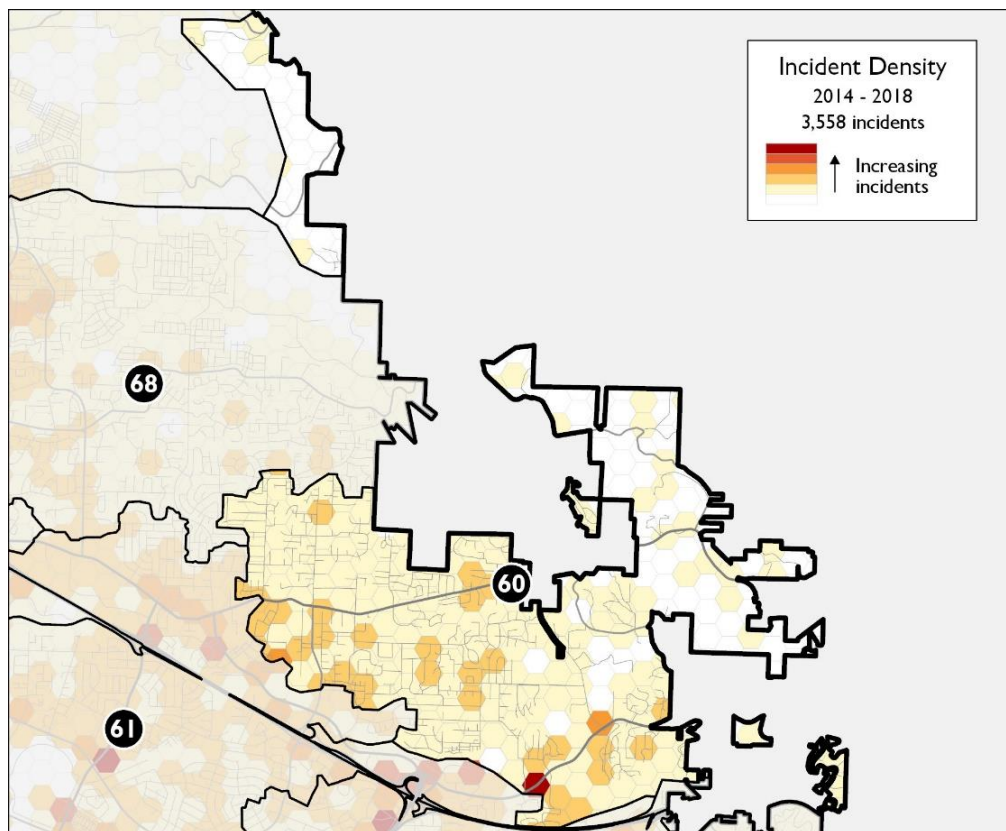 Incident Density
2014 - 2018
3,558 incidents
Increasing
incidents
68
60
61